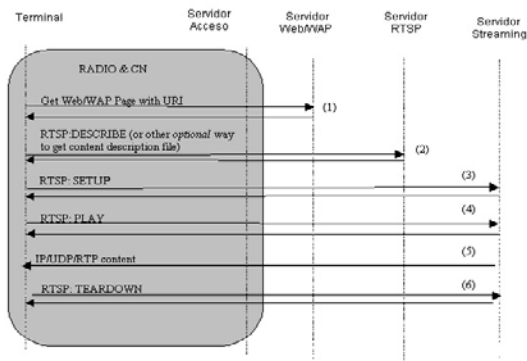 Terminal
Servidor
Acceso
Servidor
Web/WAP
Servidor
RTSP
Servidor
Streaming
RADIO & CN
Get Web/WAP Page with URI
(1)
RTSP:DESCRIBE (or other optional way
to get content description file)
(2)
RTSP: SETUP
(3)
RTSP: PLAY
(4)
IP/UDP/RTP content
(5)
RTSP: TEARDOWN
(6)